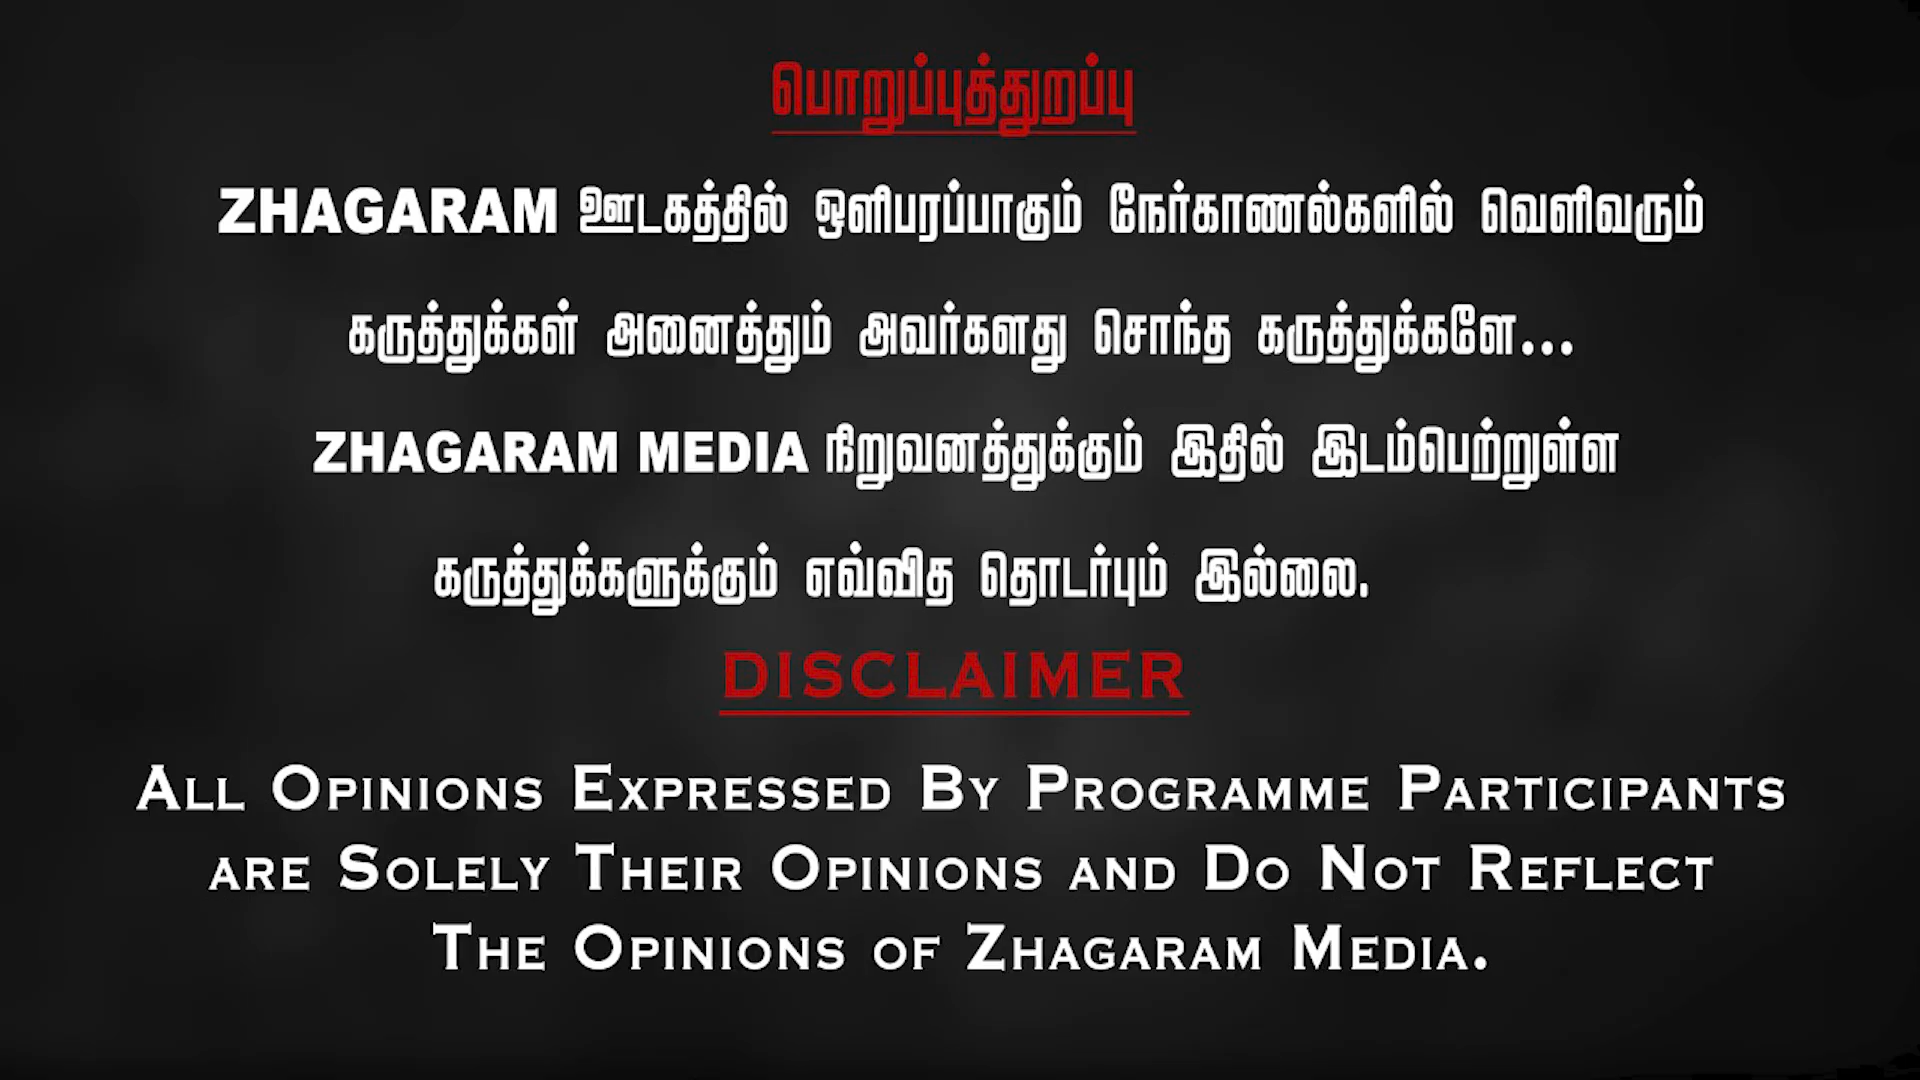 பொறுப்புத்துறப்பு
ZHAGARAM ஊடகத்தில் ஒளிபரப்பாகும் நேர்காணல்களில் வெளிவரும்
கருத்துக்கள் அனைத்தும் அவர்களது சொந்த கருத்துக்களே...
ZHAGARAM MEDIA நிறுவனத்துக்கும் இதில் இடம்பெற்றுள்ள
கருத்துக்களுக்கும் எவ்வித தொடர்பும் இல்லை.
DISCLAIMER
All Opinions Expressed By Programme Participants
are Solely Their Opinions and Do Not Reflect
The Opinions of Zhagaram Media.